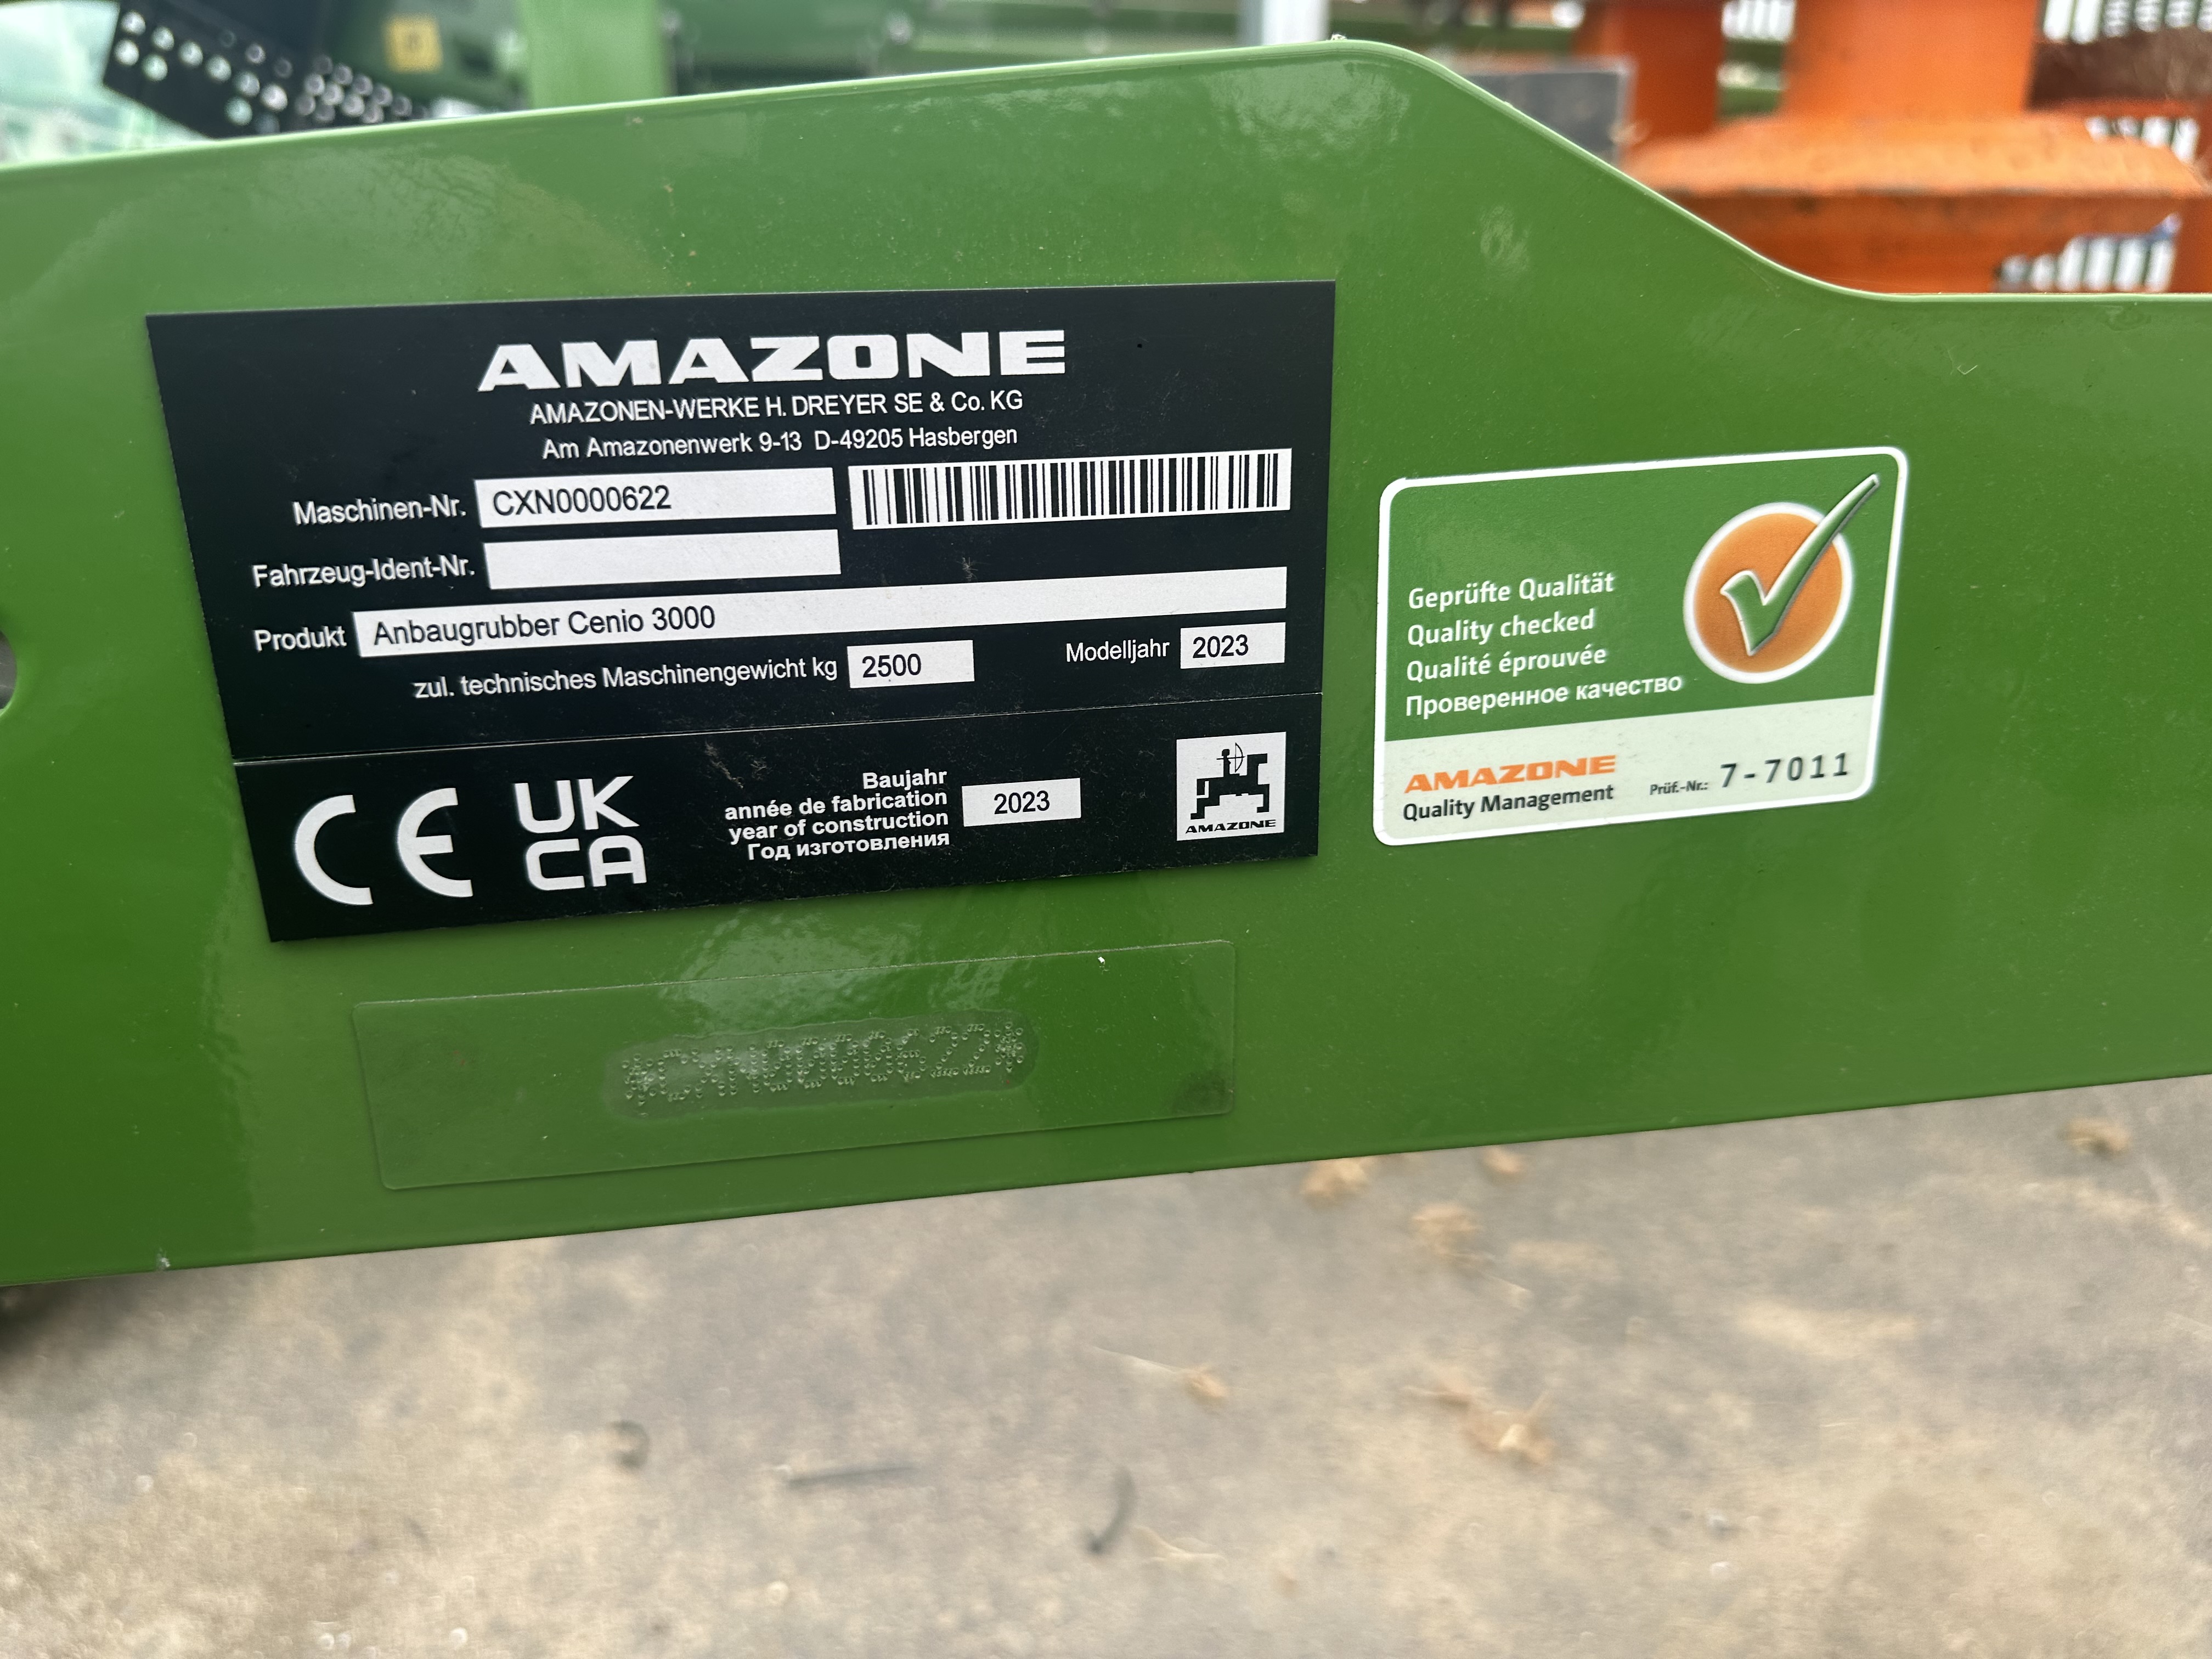 AMAZONE
AMAZONEN-WERKE H. DREYER SE & Co. KG
Am Amazonenwerk 9-13 D-49205 Hasbergen
Maschinen-Nr. CXN0000622
Fahrzeug-Ident-Nr.
Produkt Anbaugrubber Cenio 3000
zul. technisches Maschinengewicht kg 2500 Modelljahr 2023
CE UK CA
Baujahr
année de fabrication
year of construction
Год изготовления
2023
AMAZONE
Geprüfte Qualität
Quality checked
Qualité éprouvée
Проверенное качество
AMAZONE
Quality Management Prüf.-Nr.: 7-7011
*CXN0000622*